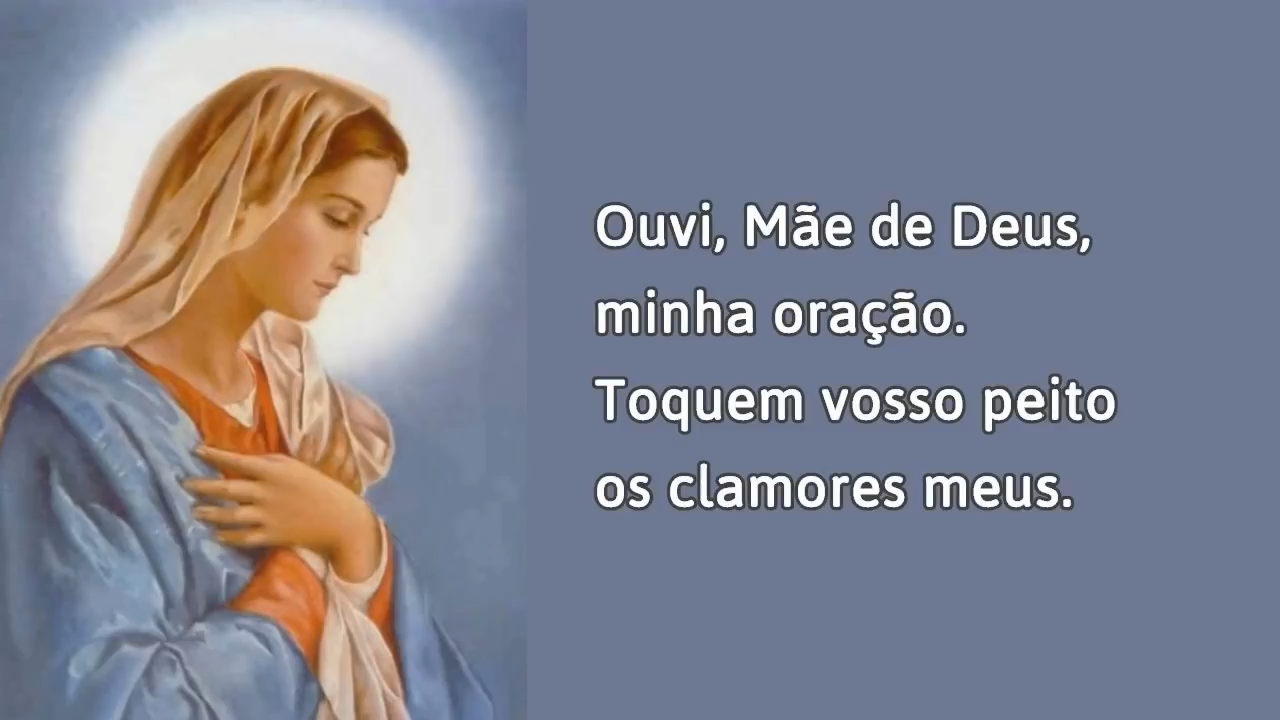 Ouvi, Mãe de Deus,
minha oração.
Toquem vosso peito
os clamores meus.